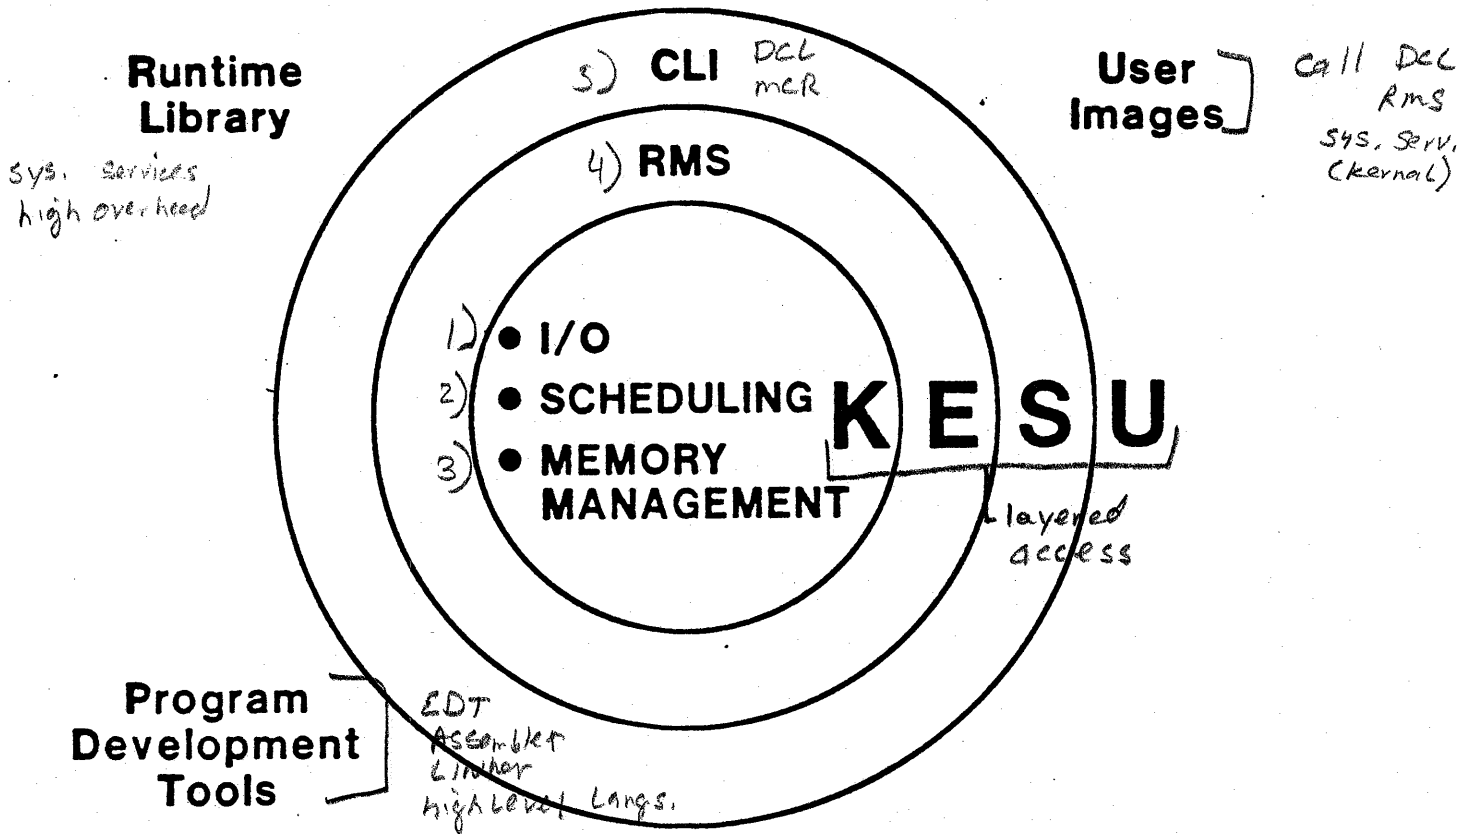 Runtime
Library
sys. services
high overhead
5) CLI DCL
MCR
User
Images
Call DCL
RMS
sys. serv.
(kernal)
4) RMS
1) • I/O
2) • SCHEDULING
3) • MEMORY
MANAGEMENT
K E S U
layered
access
Program
Development
Tools
EDT
Assembler
Linker
high Level Langs.